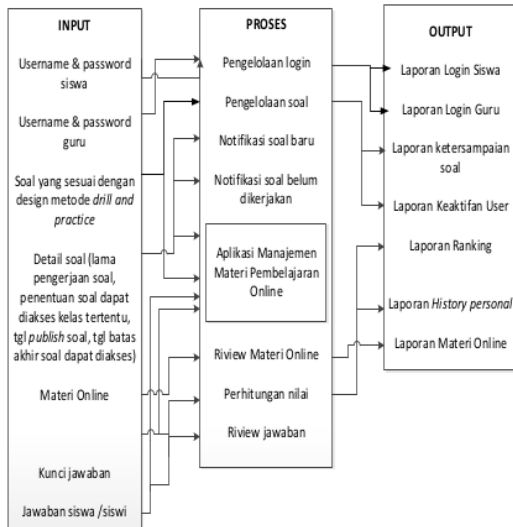 INPUT
Username & password
siswa
Username & password
guru
Soal yang sesuai dengan
design metode drill and
practice
Detail soal (lama
pengerjaan soal,
penentuan soal dapat
diakses kelas tertentu,
tgl publish soal, tgl batas
akhir soal dapat diakses)
Materi Online
Kunci jawaban
Jawaban siswa /siswi
PROSES
Pengelolaan login
Pengelolaan soal
Notifikasi soal baru
Notifikasi soal belum
dikerjakan
Aplikasi Manajemen
Materi Pembelajaran
Online
Riview Materi Online
Perhitungan nilai
Riview jawaban
OUTPUT
Laporan Login Siswa
Laporan Login Guru
Laporan ketersampaian
soal
Laporan Keaktifan User
Laporan Ranking
Laporan History personal
Laporan Materi Online